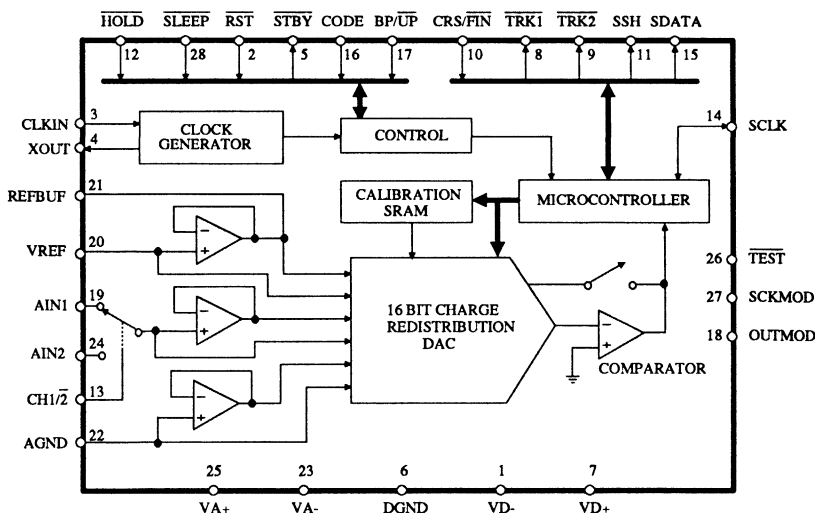 HOLD SLEEP RST STBY CODE BP/UP CRS/FIN TRK1 TRK2 SSH SDATA
12 28 2 5 16 17 10 8 9 11 15
CLKIN 3
XOUT 4
CLOCK
GENERATOR
CONTROL
14 SCLK
REFBUF 21
CALIBRATION
SRAM
MICROCONTROLLER
VREF 20
- +
26 TEST
AIN1 19
- +
16 BIT CHARGE
REDISTRIBUTION
DAC
27 SCKMOD
18 OUTMOD
- +
COMPARATOR
AIN2 24
CH1/2 13
- +
AGND 22
25 23 6 1 7
VA+ VA- DGND VD- VD+